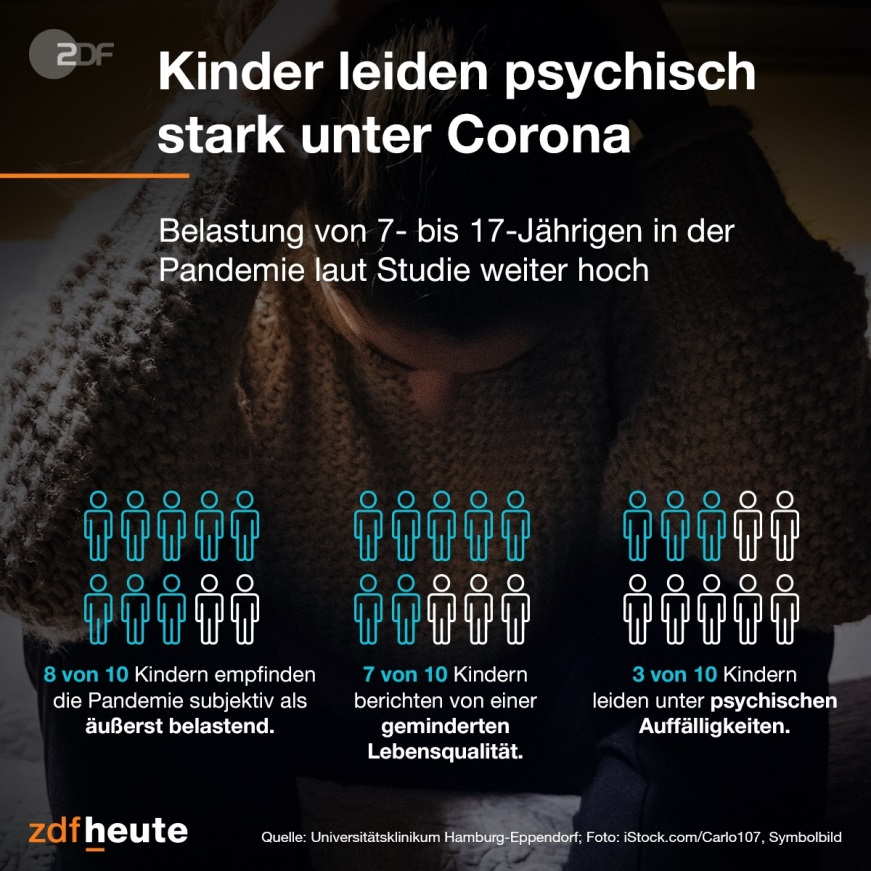 ZDF
Kinder leiden psychisch
stark unter Corona
Belastung von 7- bis 17-Jährigen in der
Pandemie laut Studie weiter hoch
8 von 10 Kindern empfinden
die Pandemie subjektiv als
äußerst belastend.
7 von 10 Kindern
berichten von einer
geminderten
Lebensqualität.
3 von 10 Kindern
leiden unter psychischen
Auffälligkeiten.
zdfheute
Quelle: Universitätsklinikum Hamburg-Eppendorf; Foto: iStock.com/Carlo107, Symbolbild